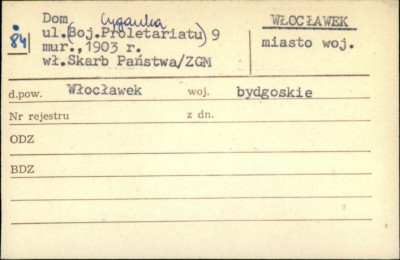 Dom Cyganka
84 ul.(Boj.Proletariatu) 9
mur., 1903 r.
wł.Skarb Państwa/ZGM
WŁOCŁAWEK
miasto woj.
d.pow. Włocławek woj. bydgoskie
Nr rejestru z dn.
ODZ
BDZ